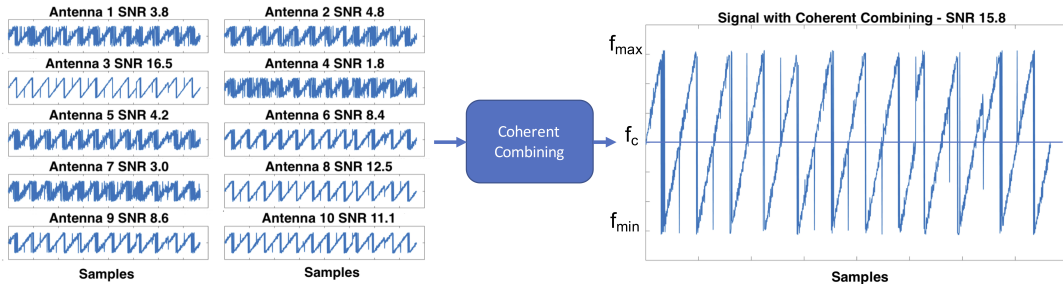 Antenna 1 SNR 3.8
Antenna 2 SNR 4.8
Antenna 3 SNR 16.5
Antenna 4 SNR 1.8
Antenna 5 SNR 4.2
Antenna 6 SNR 8.4
Antenna 7 SNR 3.0
Antenna 8 SNR 12.5
Antenna 9 SNR 8.6
Antenna 10 SNR 11.1
Samples
Samples
Coherent
Combining
Signal with Coherent Combining - SNR 15.8
fmax
fc
fmin
Samples